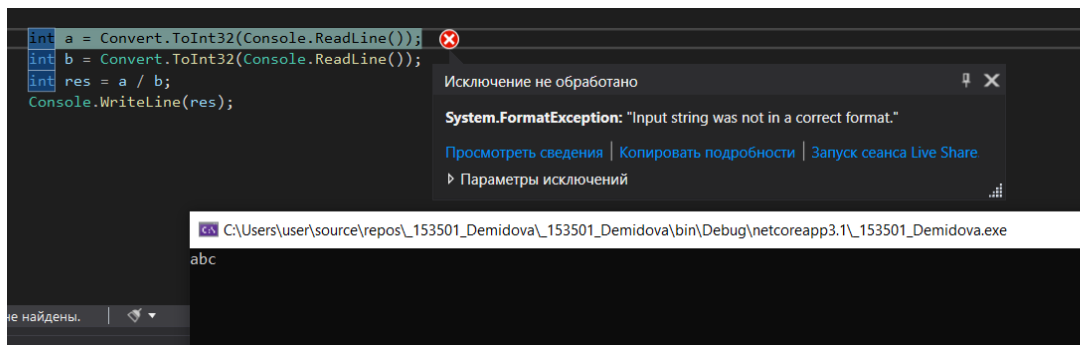 int a = Convert.ToInt32(Console.ReadLine());
int b = Convert.ToInt32(Console.ReadLine());
int res = a / b;
Console.WriteLine(res);
Исключение не обработано
System.FormatException: "Input string was not in a correct format."
Просмотреть сведения | Копировать подробности | Запуск сеанса Live Share
Параметры исключений
C:\Users\user\source\repos\_153501_Demidova\_153501_Demidova\bin\Debug\netcoreapp3.1\_153501_Demidova.exe
abc
не найдены.